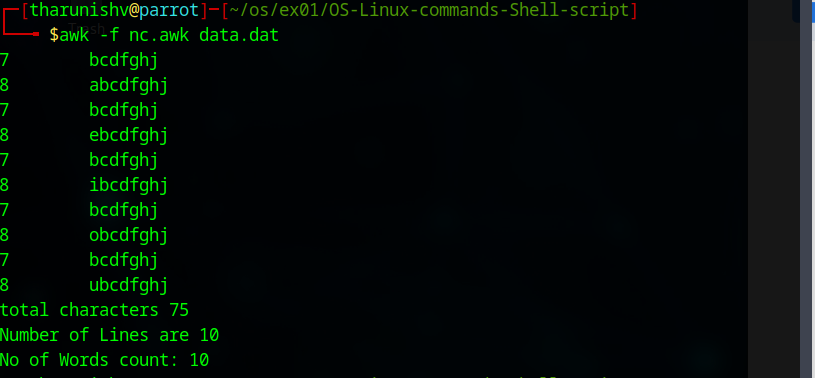 [tharunishv@parrot]─[~/os/ex01/OS-Linux-commands-Shell-script]
$awk -f nc.awk data.dat
7 bcdfghj
8 abcdfghj
7 bcdfghj
8 ebcdfghj
7 bcdfghj
8 ibcdfghj
7 bcdfghj
8 obcdfghj
7 bcdfghj
8 ubcdfghj
total characters 75
Number of Lines are 10
No of Words count: 10